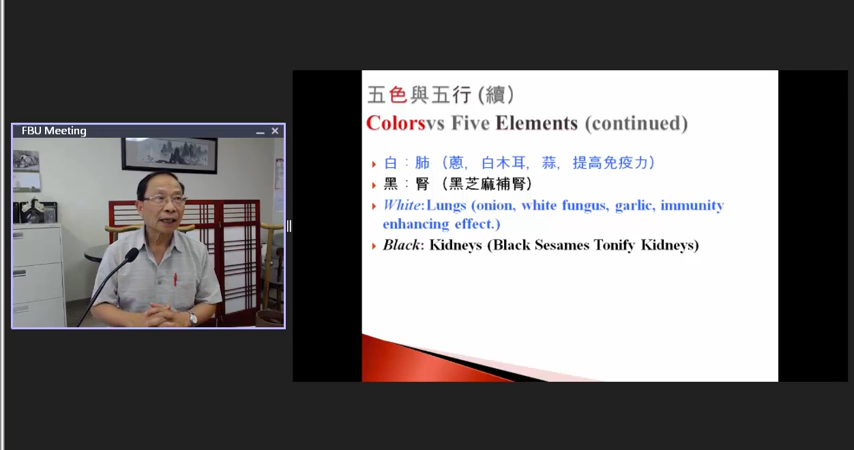 FBU Meeting
五色與五行 (續)
Colorsvs Five Elements (continued)
白：肺 （蔥，白木耳，蒜，提高免疫力）
黑：腎 （黑芝麻補腎）
White:Lungs (onion, white fungus, garlic, immunity
enhancing effect.)
Black: Kidneys (Black Sesames Tonify Kidneys)